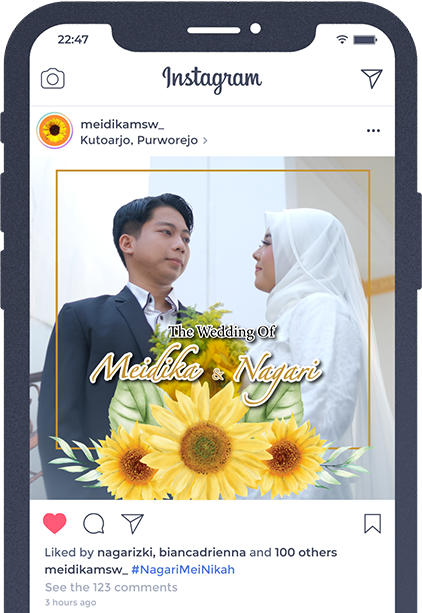 22:47
Instagram
meidikamsw_
Kutoarjo, Purworejo >
The Wedding Of
Meidika & Nagari
Liked by nagarizki, biancadrienna and 100 others
meidikamsw_ #NagariMeiNikah
See the 123 comments
3 hours ago